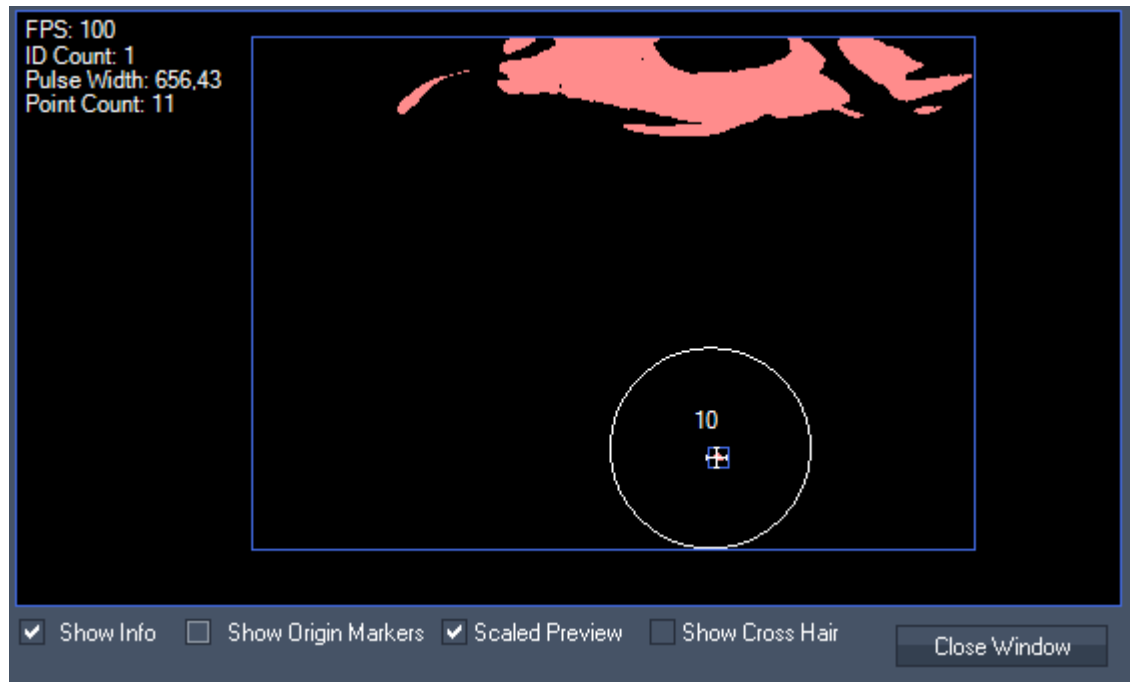 FPS: 100
ID Count: 1
Pulse Width: 656,43
Point Count: 11
10
Show Info Show Origin Markers Scaled Preview Show Cross Hair Close Window